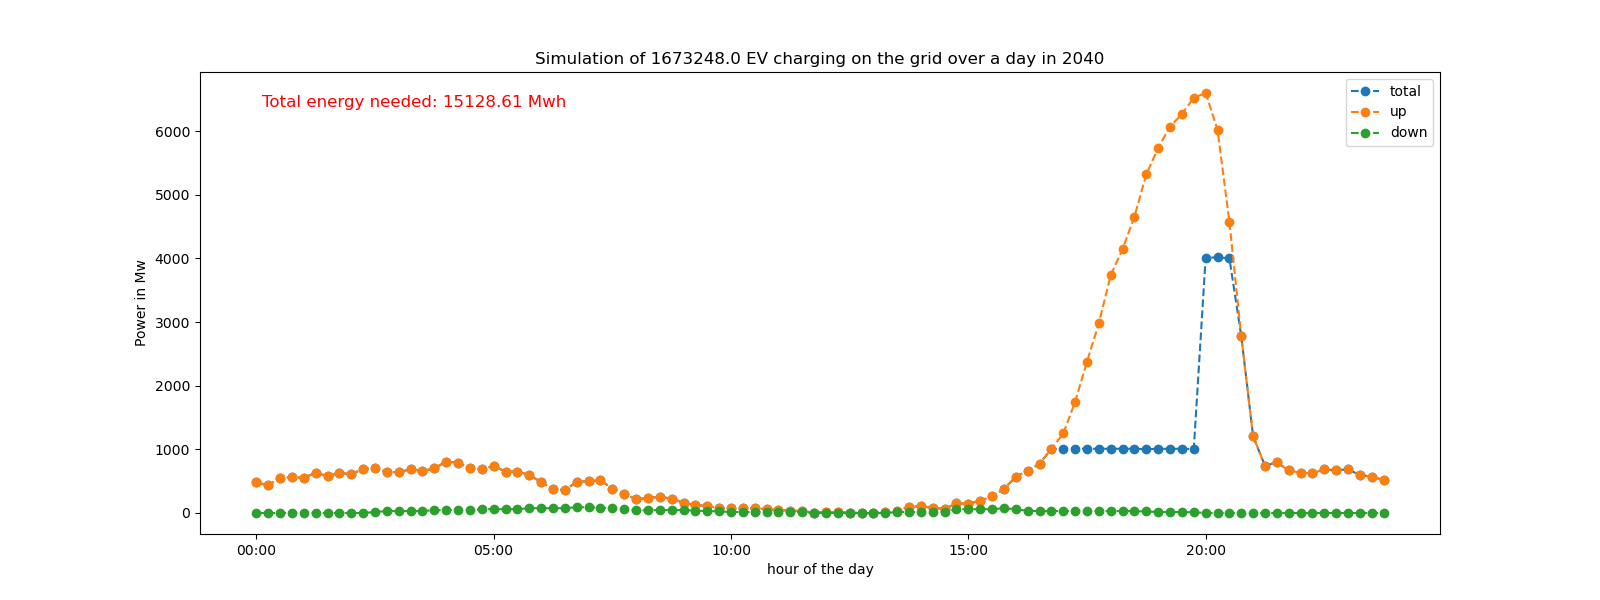 Simulation of 1673248.0 EV charging on the grid over a day in 2040
Total energy needed: 15128.61 Mwh
total
up
down
Power in Mw
6000
5000
4000
3000
2000
1000
0
00:00
05:00
10:00
15:00
20:00
hour of the day